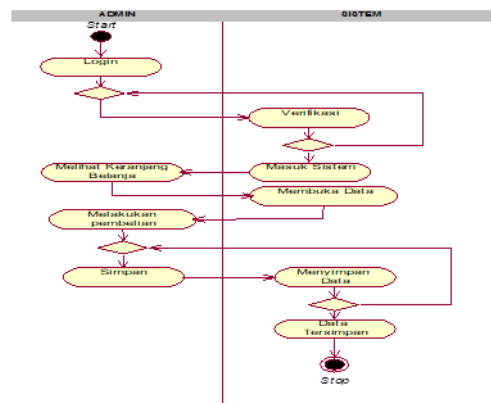 ADMIN
SISTEM
Start
Login
Verifikasi
Masuk Sistem
Melihat Keranjang
Belanja
Membuka Data
Melakukan
pembelian
Simpan
Menyimpan
Data
Data
Tersimpan
Stop